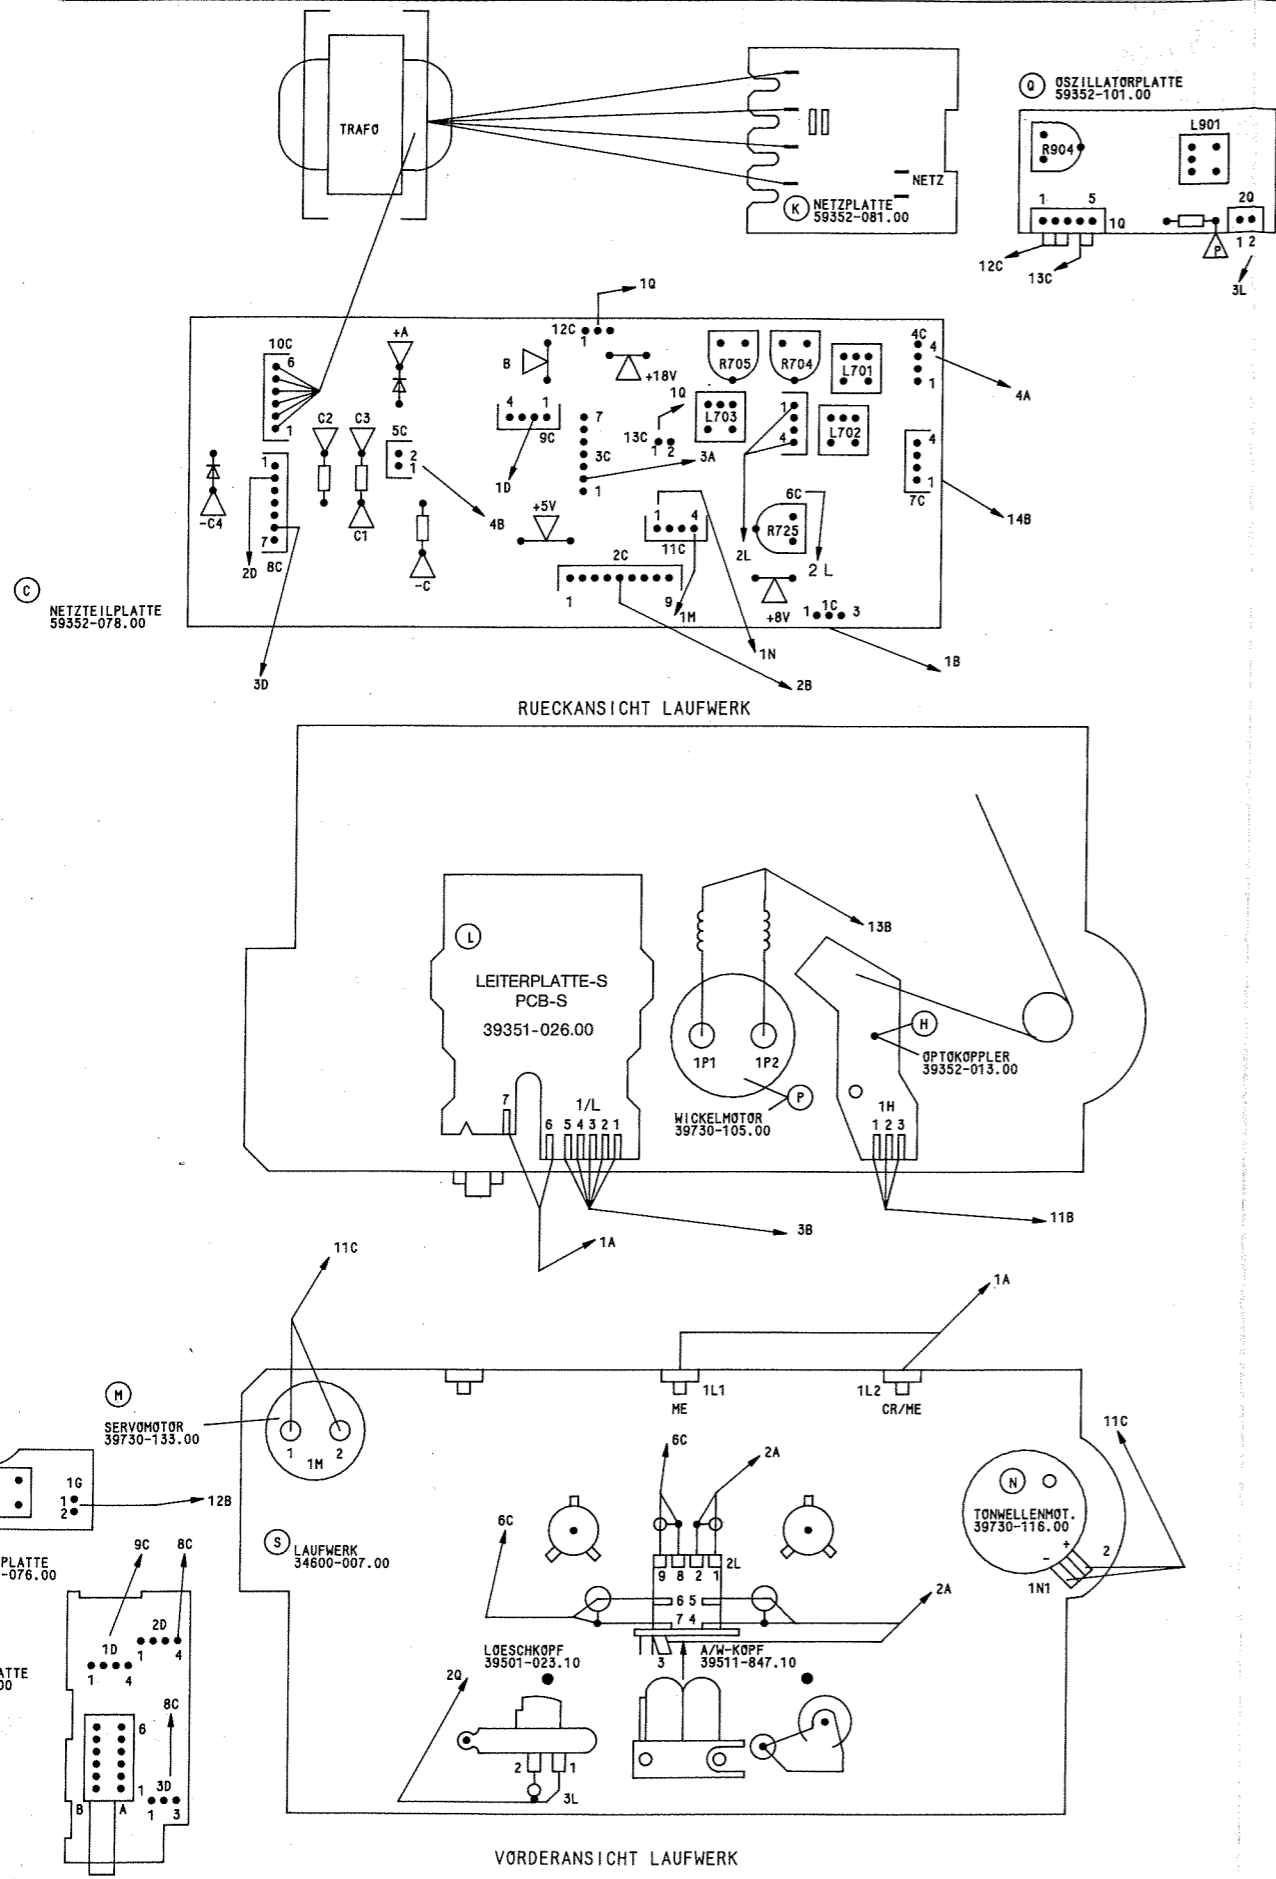 TRAFO
NETZ
K NETZPLATTE
59352-081.00
Q OSZILLATORPLATTE
59352-101.00
R904
L901
1 5
1Q
2Q
P
1 2
12C
13C
3L
1Q
10C
6
1
+A
B
12C
1
+18V
R705
R704
L701
4C
4
1
4A
C2
C3
5C
2
1
4 1
9C
7
3C
1
1Q
13C
1 2
L703
1
4
L702
4
1
7C
-C4
1
7
8C
2D
C1
-C
4B
1D
+5V
3A
1 4
11C
2L
6C
R725
2 L
14B
2C
1 9
1M
+8V
1 1C 3
C
NETZTEILPLATTE
59352-078.00
3D
1N
2B
1B
RUECKANSICHT LAUFWERK
L
LEITERPLATTE-S
PCB-S
39351-026.00
13B
1P1
1P2
H
OPTOKOPPLER
39352-013.00
P
WICKELMOTOR
39730-105.00
7
1/L
6 5 4 3 2 1
1H
1 2 3
1A
3B
11B
11C
1A
M
SERVOMOTOR
39730-133.00
1 2
1M
1L1
ME
1L2
CR/ME
11C
6C
2A
N
TONWELLENMOT.
39730-116.00
+
-
2
1N1
1G
1
2
12B
PLATTE
-076.00
S LAUFWERK
34600-007.00
6C
9 8 2 1
2L
6 5
7 4
3
2A
9C
8C
2D
1 4
1D
1 4
ATTE
00
8C
6
1
3D
1 3
B A
LOESCHKOPF
39501-023.10
A/W-KOPF
39511-847.10
2Q
2 1
3L
VORDERANSICHT LAUFWERK